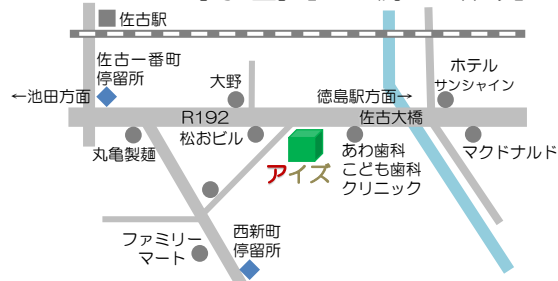 佐古駅
佐古一番町
停留所
←池田方面
大野
徳島駅方面→
ホテル
サンシャイン
R192
佐古大橋
丸亀製麺
松おビル
アイズ
あわ歯科
こども歯科
クリニック
マクドナルド
ファミリー
マート
西新町
停留所